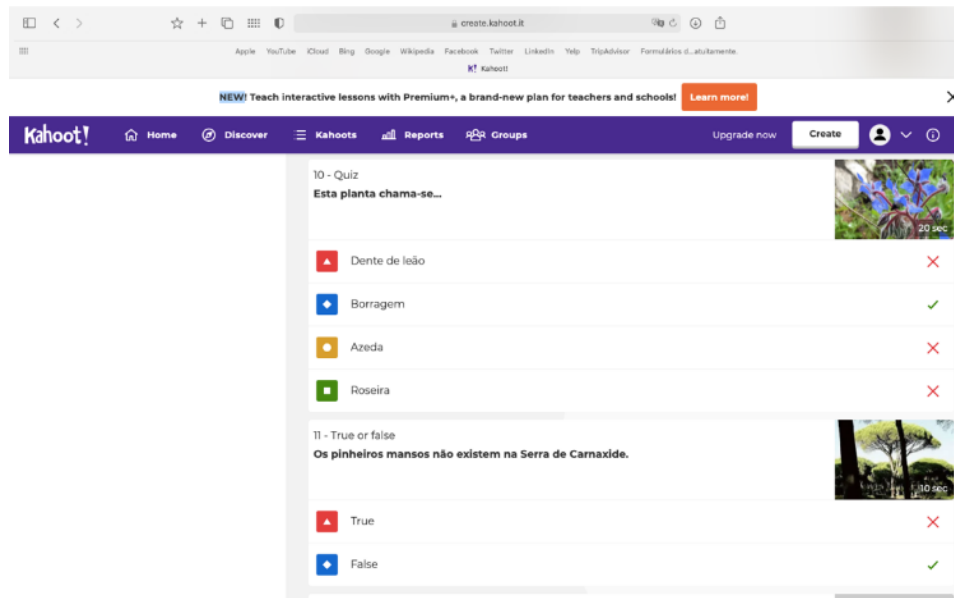 create.kahoot.it
Apple YouTube iCloud Bing Google Wikipedia Facebook Twitter LinkedIn Yelp TripAdvisor Formulários d...atuitamente.
K! Kahoot!
NEW! Teach interactive lessons with Premium+, a brand-new plan for teachers and schools! Learn more!
Kahoot! Home Discover Kahoots Reports Groups Upgrade now Create
10 - Quiz
Esta planta chama-se...
20 sec
Dente de leão
Borragem
Azeda
Roseira
11 - True or false
Os pinheiros mansos não existem na Serra de Carnaxide.
10 sec
True
False